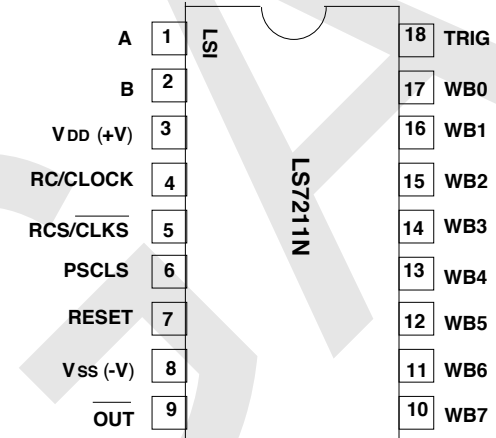 A 1 LSI 18 TRIG
B 2 17 WB0
VDD (+V) 3 16 WB1
RC/CLOCK 4 15 WB2
RCS/CLKS 5 LS7211N 14 WB3
PSCLS 6 13 WB4
RESET 7 12 WB5
VSS (-V) 8 11 WB6
OUT 9 10 WB7